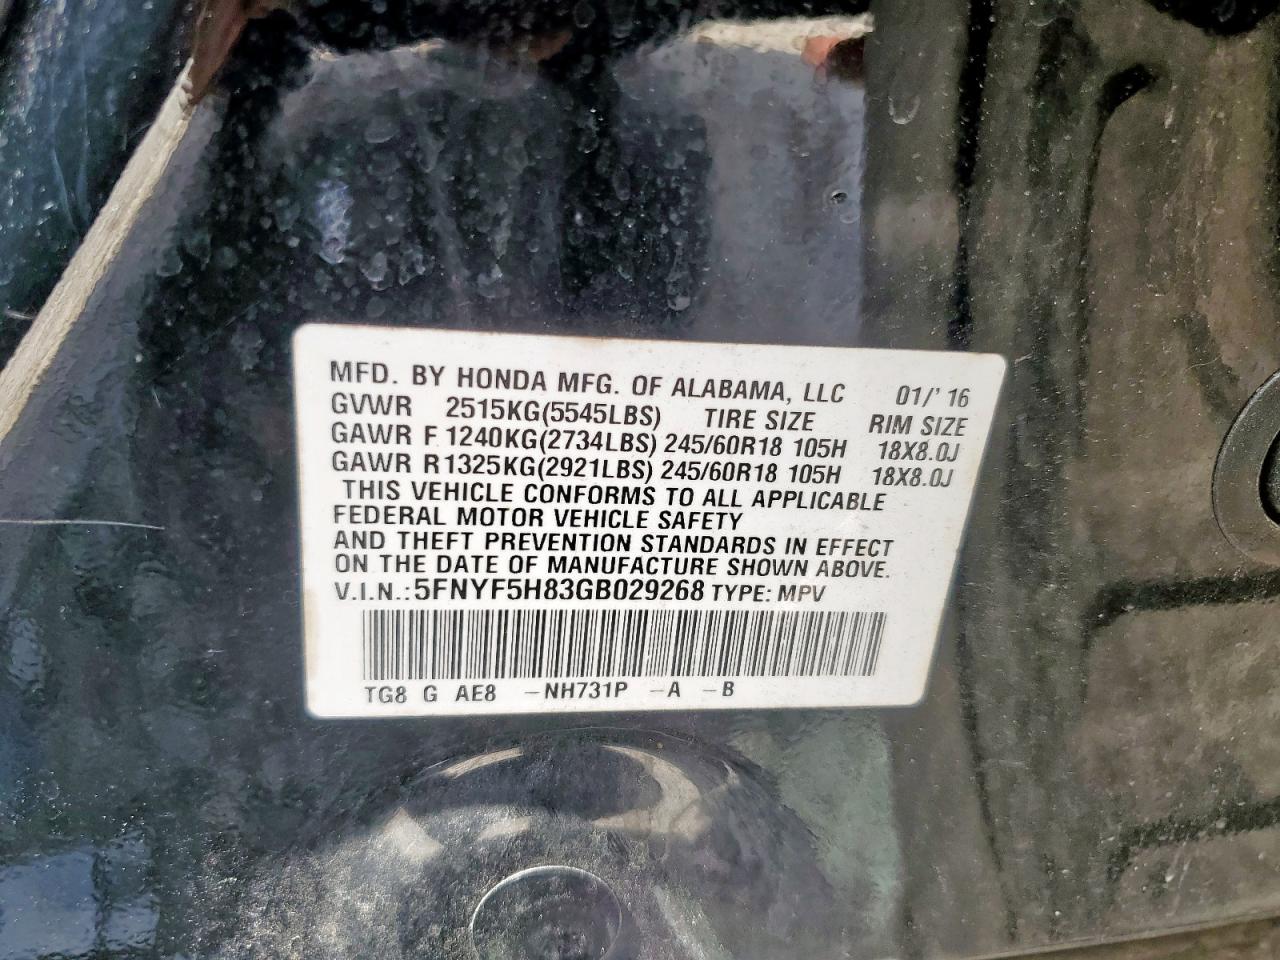 MFD. BY HONDA MFG. OF ALABAMA, LLC 01/'16
GVWR 2515KG(5545LBS) TIRE SIZE RIM SIZE
GAWR F 1240KG(2734LBS) 245/60R18 105H 18X8.0J
GAWR R1325KG(2921LBS) 245/60R18 105H 18X8.0J
THIS VEHICLE CONFORMS TO ALL APPLICABLE
FEDERAL MOTOR VEHICLE SAFETY
AND THEFT PREVENTION STANDARDS IN EFFECT
ON THE DATE OF MANUFACTURE SHOWN ABOVE.
V.I.N.: 5FNYF5H83GB029268 TYPE: MPV
TG8 G AE8 -NH731P -A -B